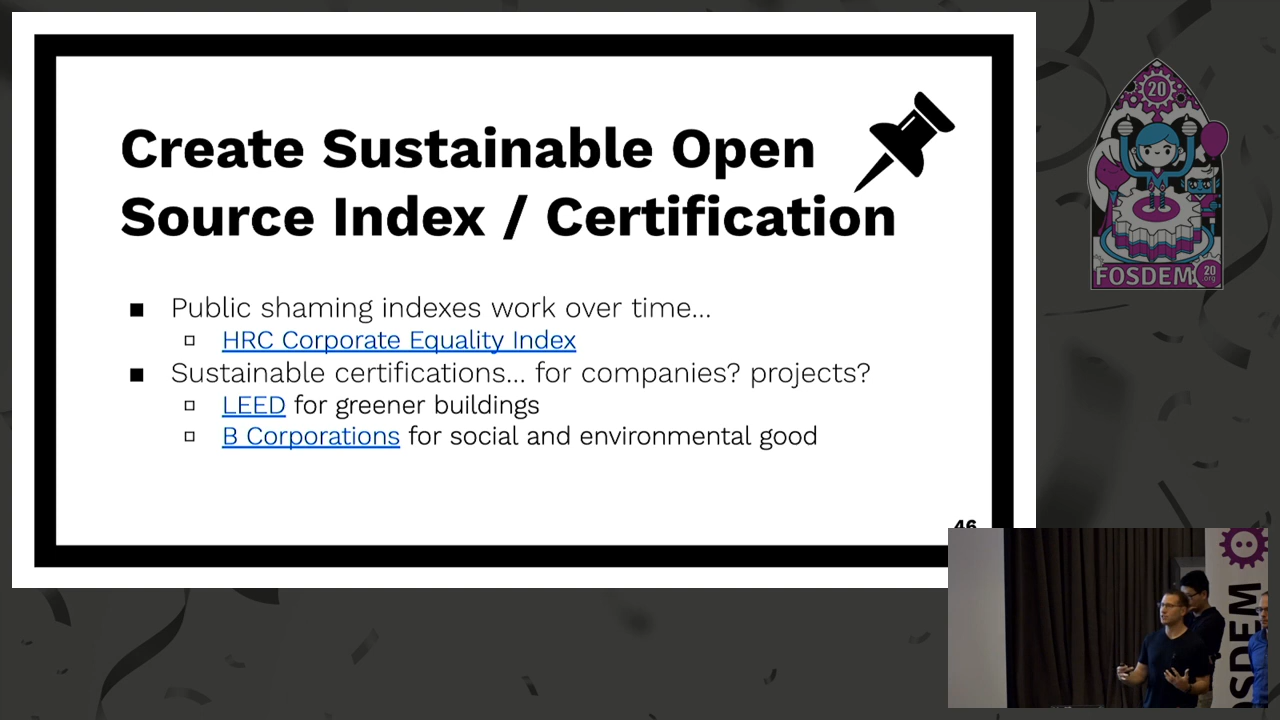 Create Sustainable Open
Source Index / Certification
■ Public shaming indexes work over time...
▫ HRC Corporate Equality Index
■ Sustainable certifications... for companies? projects?
▫ LEED for greener buildings
▫ B Corporations for social and environmental good
46
20
FOSDEM
20
.org
FOSDEM